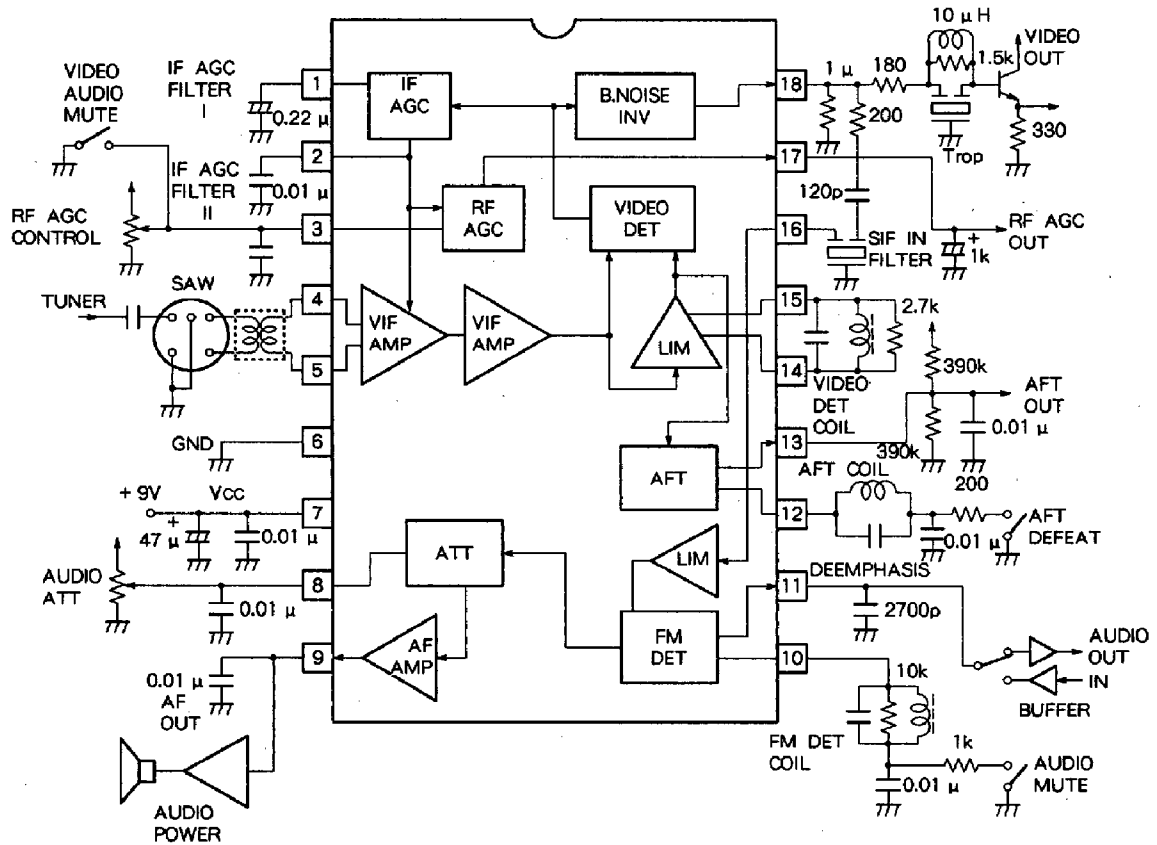 10 μH
1.5k
VIDEO
OUT
VIDEO
AUDIO
MUTE
IF AGC
FILTER
I
0.22 μ
1
IF
AGC
B.NOISE
INV
18
1 μ
180
200
330
Trop
IF AGC
FILTER
II
0.01 μ
2
17
120p
RF AGC
CONTROL
3
RF
AGC
VIDEO
DET
16
SIF IN
FILTER
RF AGC
OUT
+
1k
SAW
TUNER
4
5
VIF
AMP
VIF
AMP
LIM
15
14
2.7k
VIDEO
DET
COIL
390k
AFT
OUT
0.01 μ
390k
GND
6
AFT
13
AFT COIL
12
200
0.01 μ
AFT
DEFEAT
+ 9V
VCC
7
+
47 μ
0.01 μ
ATT
LIM
AUDIO
ATT
8
0.01 μ
11
DEEMPHASIS
2700p
9
AF
AMP
FM
DET
10
AUDIO
OUT
IN
BUFFER
0.01 μ
AF
OUT
10k
FM DET
COIL
1k
0.01 μ
AUDIO
MUTE
AUDIO
POWER